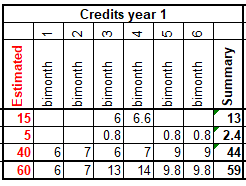 Credits year 1
Estimated 1 bimonth 2 bimonth 3 bimonth 4 bimonth 5 bimonth 6 bimonth Summary
15 6 6.6 13
5 0.8 0.8 0.8 2.4
40 6 7 6 7 9 9 44
60 6 7 13 14 9.8 9.8 59